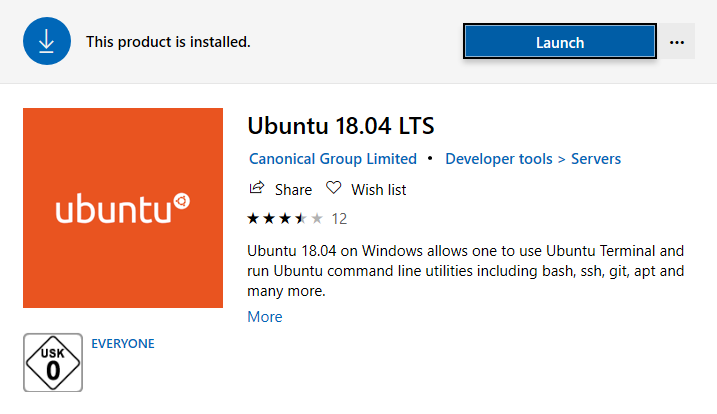 This product is installed.
Launch
...
ubuntu
Ubuntu 18.04 LTS
Canonical Group Limited • Developer tools > Servers
Share Wish list
12
Ubuntu 18.04 on Windows allows one to use Ubuntu Terminal and
run Ubuntu command line utilities including bash, ssh, git, apt and
many more.
More
USK
0
EVERYONE